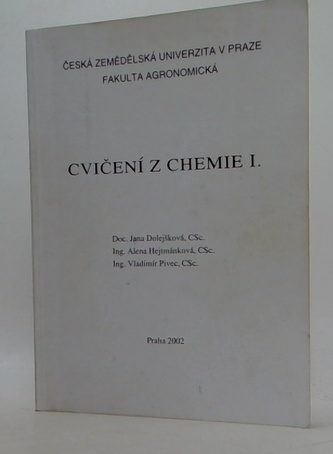 ČESKÁ ZEMĚDĚLSKÁ UNIVERZITA V PRAZE
FAKULTA AGRONOMICKÁ
CVIČENÍ Z CHEMIE I.
Doc. Jana Dolejšková, CSc.
Ing. Alena Hejtmánková, CSc.
Ing. Vladimír Pivec, CSc.
Praha 2002